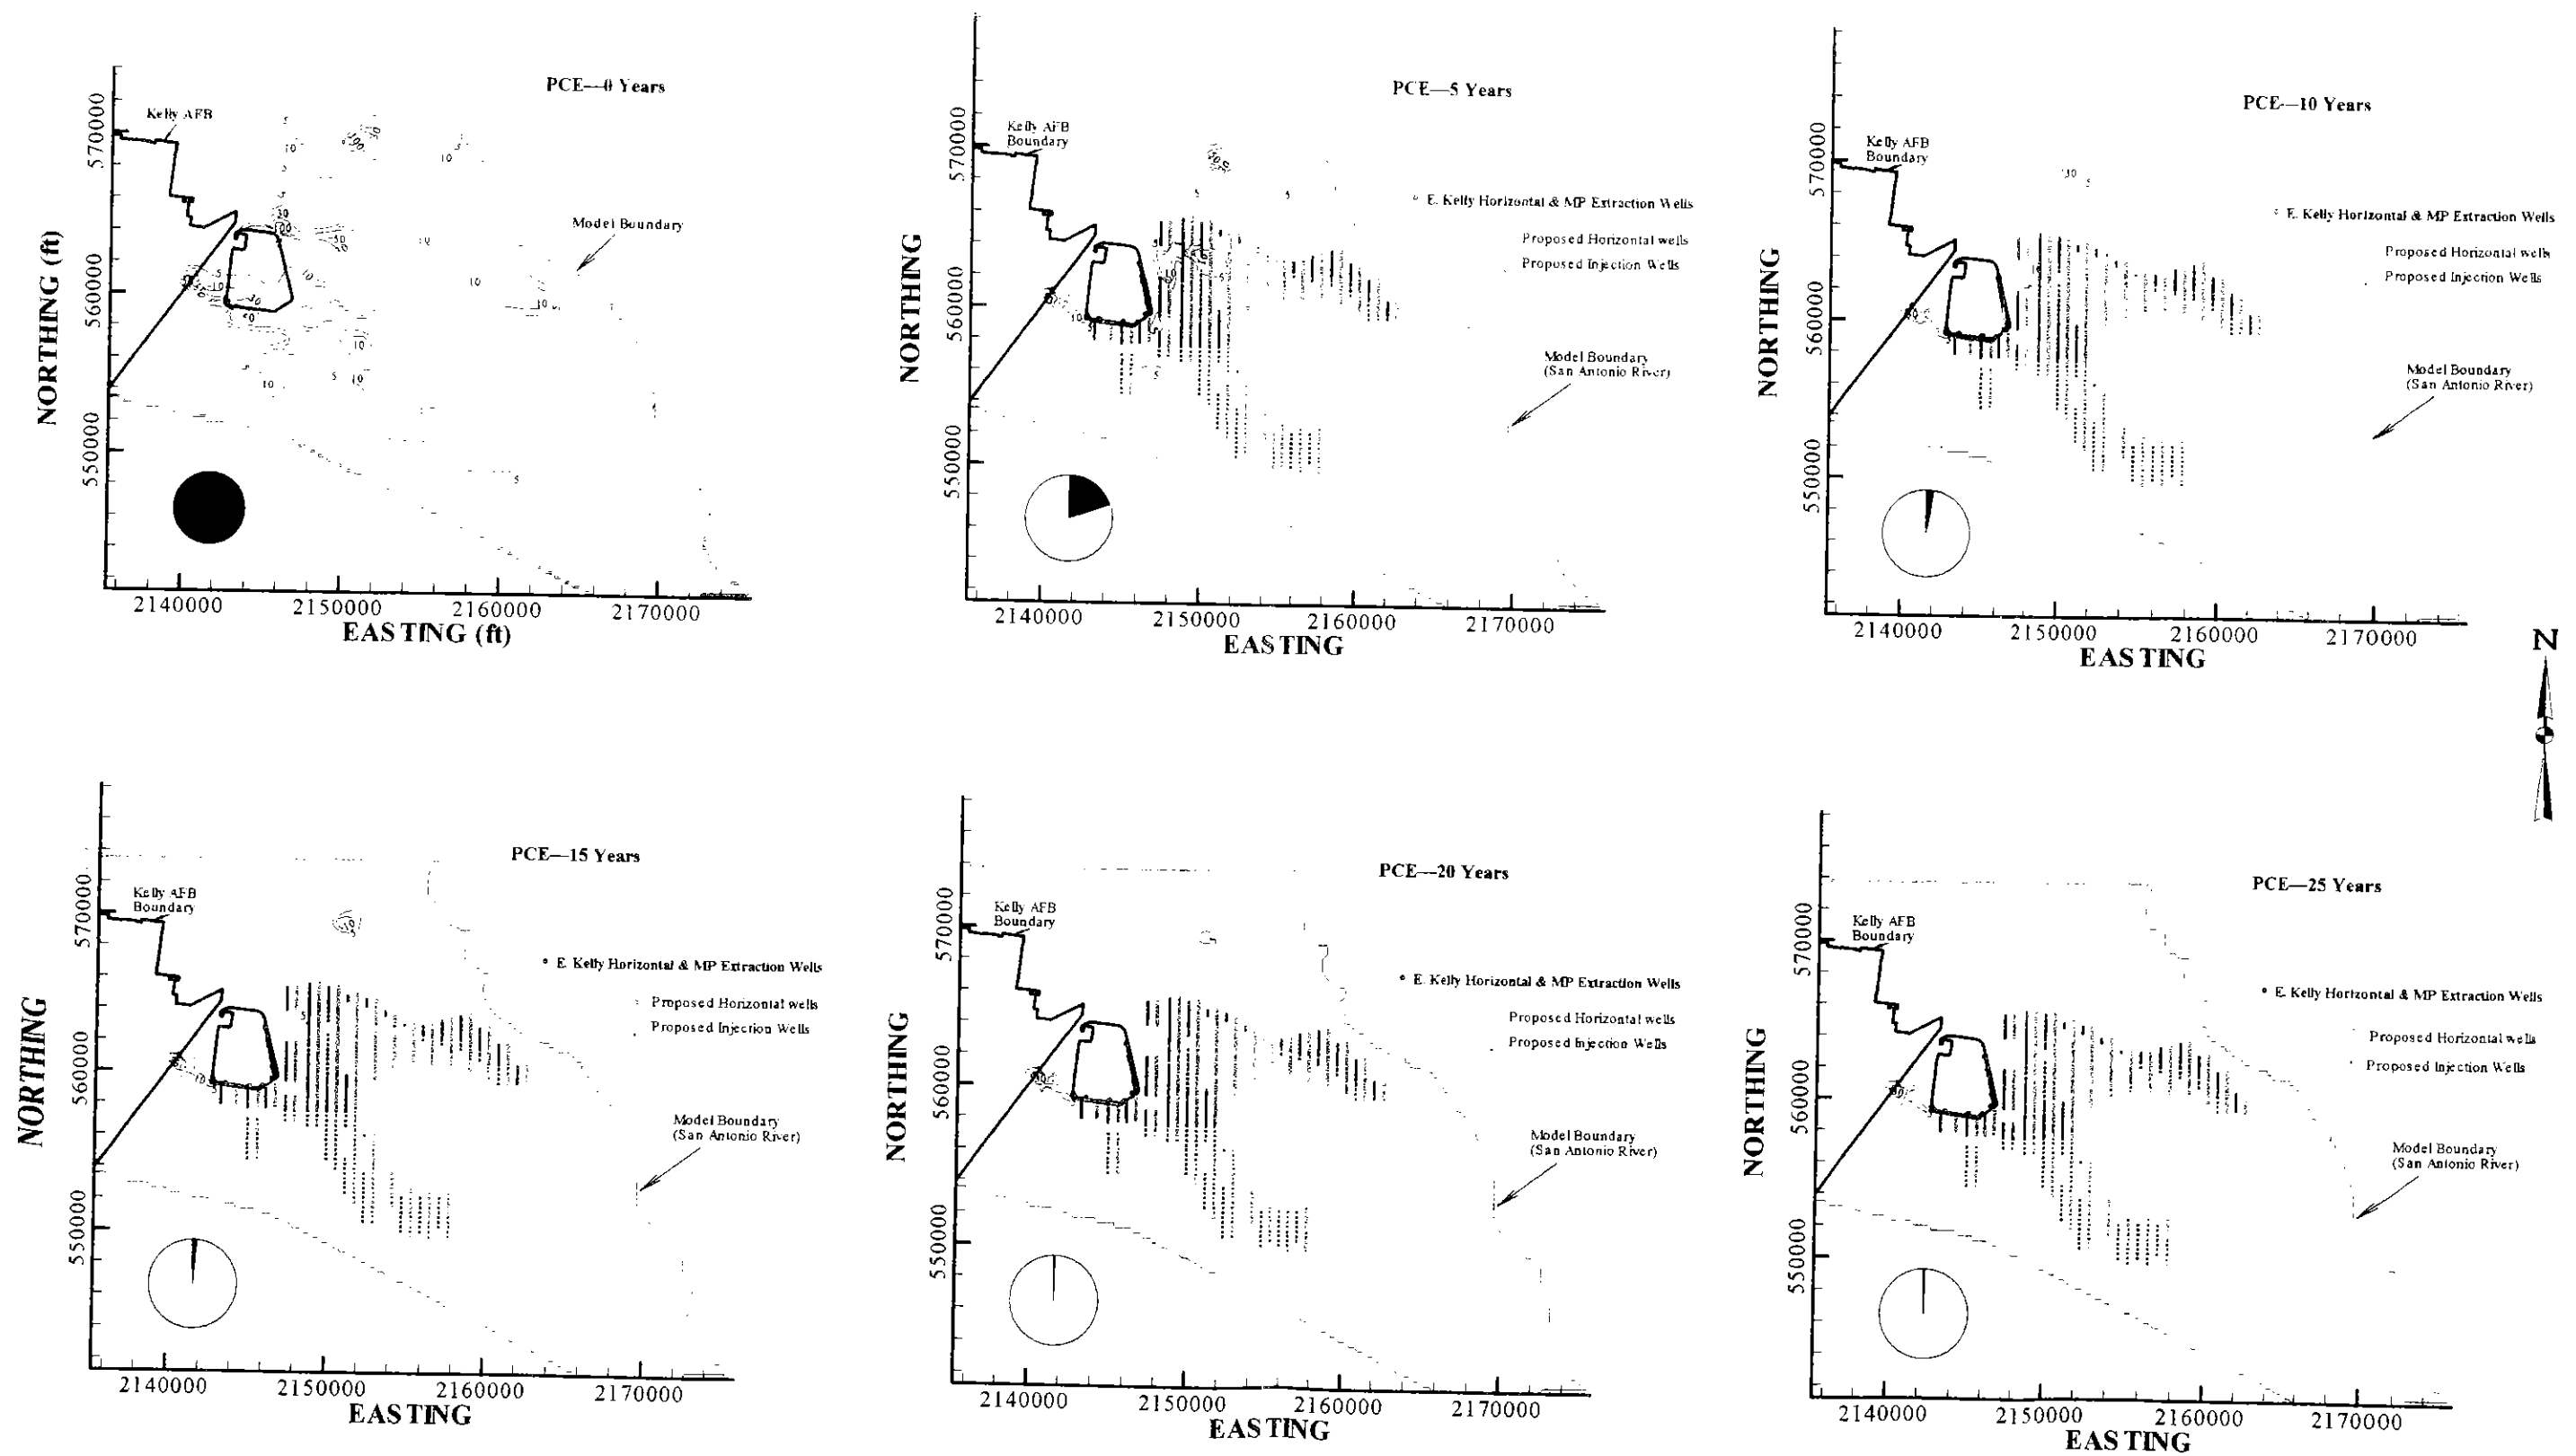 PCE—0 Years
Kelly AFB
Model Boundary
NORTHING (ft)
570000
560000
550000
2140000 2150000 2160000 2170000
EASTING (ft)
PCE—5 Years
Kelly AFB
Boundary
E. Kelly Horizontal & MP Extraction Wells
Proposed Horizontal wells
Proposed Injection Wells
Model Boundary
(San Antonio River)
NORTHING
570000
560000
550000
2140000 2150000 2160000 2170000
EASTING
PCE—10 Years
Kelly AFB
Boundary
E. Kelly Horizontal & MP Extraction Wells
Proposed Horizontal wells
Proposed Injection Wells
Model Boundary
(San Antonio River)
NORTHING
570000
560000
550000
2140000 2150000 2160000 2170000
EASTING
N
PCE—15 Years
Kelly AFB
Boundary
E. Kelly Horizontal & MP Extraction Wells
Proposed Horizontal wells
Proposed Injection Wells
Model Boundary
(San Antonio River)
NORTHING
570000
560000
550000
2140000 2150000 2160000 2170000
EASTING
PCE—20 Years
Kelly AFB
Boundary
E. Kelly Horizontal & MP Extraction Wells
Proposed Horizontal wells
Proposed Injection Wells
Model Boundary
(San Antonio River)
NORTHING
570000
560000
550000
2140000 2150000 2160000 2170000
EASTING
PCE—25 Years
Kelly AFB
Boundary
E. Kelly Horizontal & MP Extraction Wells
Proposed Horizontal wells
Proposed Injection Wells
Model Boundary
(San Antonio River)
NORTHING
570000
560000
550000
2140000 2150000 2160000 2170000
EASTING